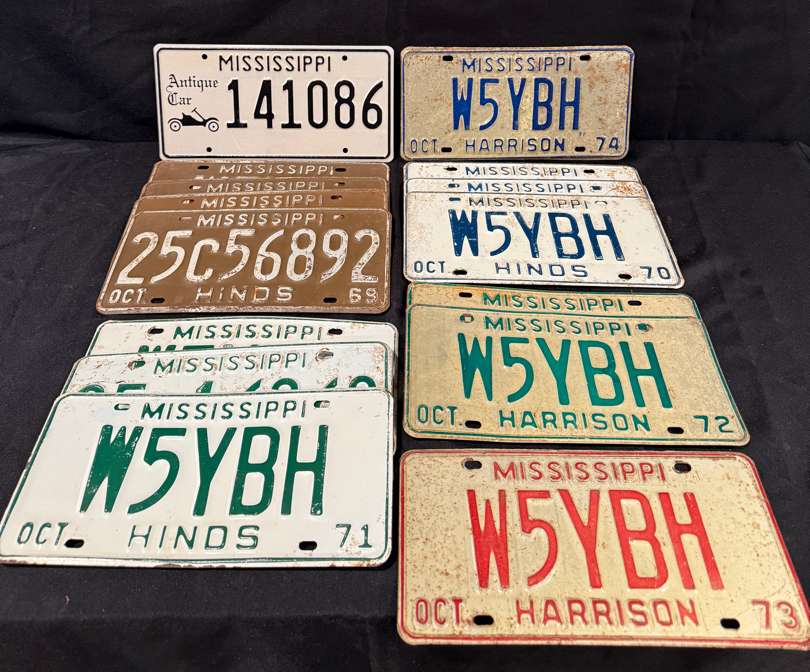 MISSISSIPPI
Antique
Car
141086
MISSISSIPPI
MISSISSIPPI
MISSISSIPPI
MISSISSIPPI
25C56892
OCT HINDS 69
MISSISSIPPI
MISSISSIPPI
MISSISSIPPI
W5YBH
OCT HINDS 71
MISSISSIPPI
W5YBH
OCT HARRISON 74
MISSISSIPPI
MISSISSIPPI
MISSISSIPPI
W5YBH
OCT HINDS 70
MISSISSIPPI
MISSISSIPPI
W5YBH
OCT. HARRISON 72
MISSISSIPPI
W5YBH
OCT. HARRISON 73